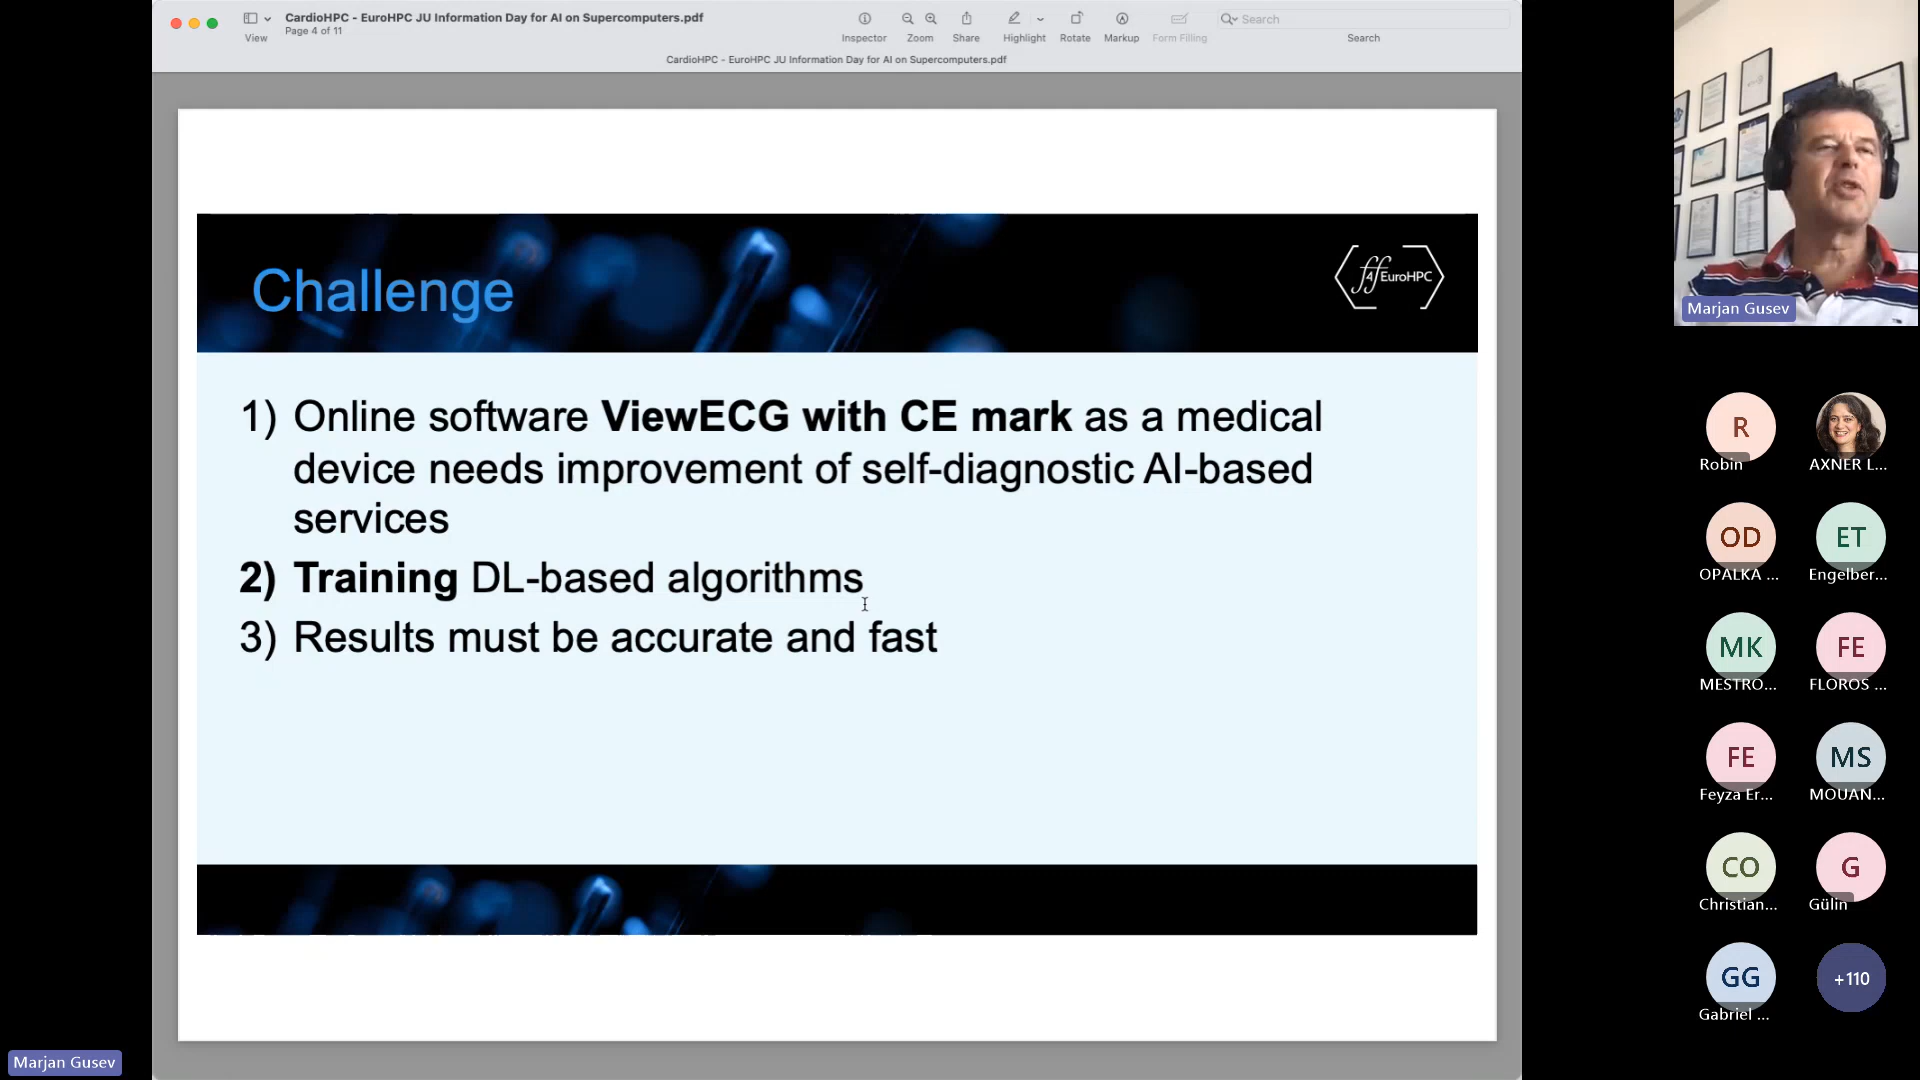 CardioHPC - EuroHPC JU Information Day for AI on Supercomputers.pdf
Page 4 of 11
View
Inspector
Zoom
Share
Highlight
Rotate
Markup
Form Filling
Search
Search
CardioHPC - EuroHPC JU Information Day for AI on Supercomputers.pdf
Challenge
ff4EuroHPC
1) Online software ViewECG with CE mark as a medical
device needs improvement of self-diagnostic AI-based
services
2) Training DL-based algorithms
3) Results must be accurate and fast
Marjan Gusev
R
Robin
AXNER L...
OD
OPALKA ...
ET
Engelber...
MK
MESTRO...
FE
FLOROS ...
FE
Feyza Er...
MS
MOUAN...
CO
Christian...
G
Gülin
GG
Gabriel ...
+110
Marjan Gusev